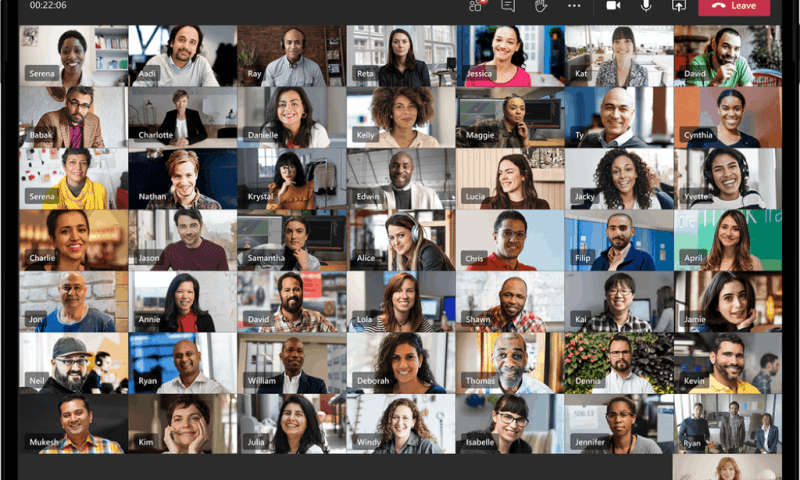 00:22:06
Leave
Serena
Aadi
Ray
Reta
Jessica
Kat
David
Babak
Charlotte
Danielle
Kelly
Maggie
Ty
Cynthia
Serena
Nathan
Krystal
Edwin
Lucia
Jacky
Yvette
Charlie
Jason
Samantha
Alice
Chris
Filip
April
Jon
Annie
David
Lola
Shawn
Kai
Jamie
Neil
Ryan
William
Deborah
Thomas
Dennis
Kevin
Mukesh
Kim
Julia
Windy
Isabelle
Jennifer
Ryan